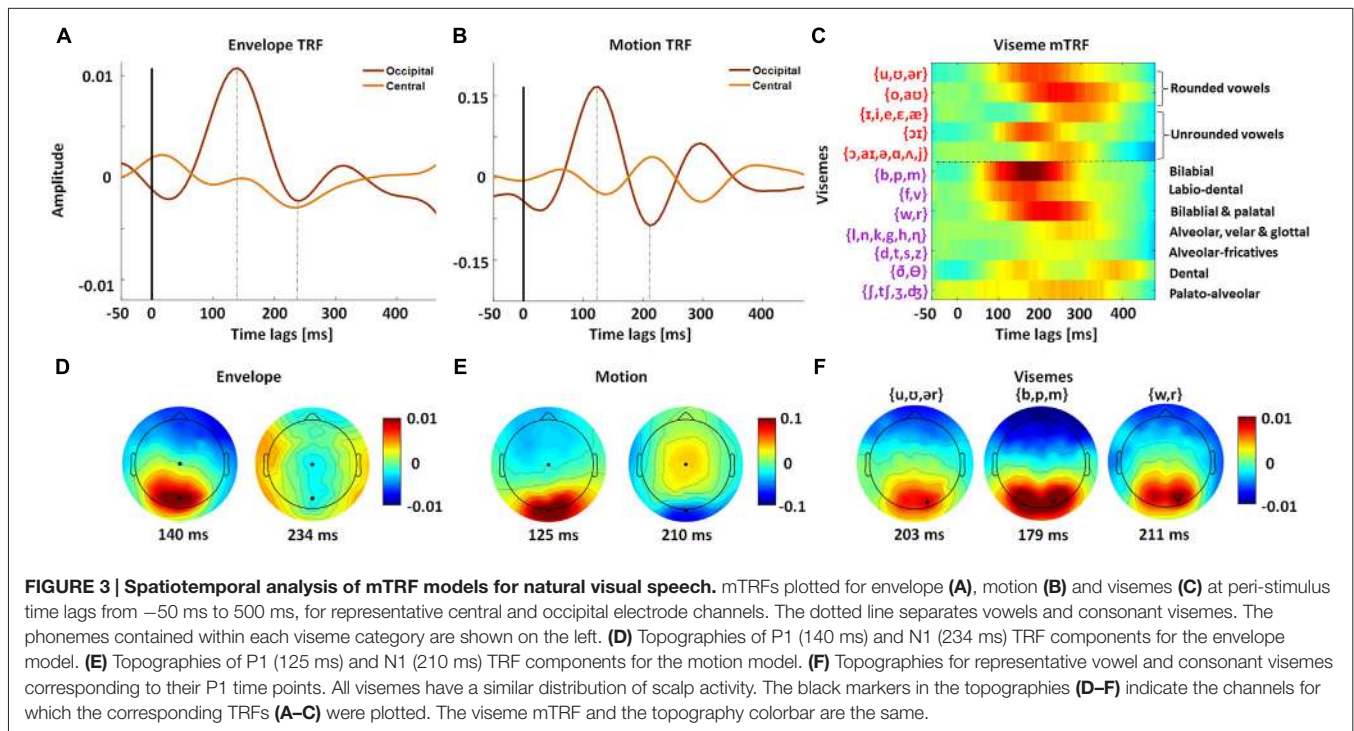 A
Envelope TRF
0.01
0
-0.01
Amplitude
Occipital
Central
-50 0 100 200 300 400
Time lags [ms]
B
Motion TRF
0.15
0
-0.15
Occipital
Central
-50 0 100 200 300 400
Time lags [ms]
C
Viseme mTRF
Visemes
{u,ʊ,ər}
{o,aʊ}
{ɪ,i,e,ɛ,æ}
{ɔɪ}
{ɔ,aɪ,ə,ɑ,ʌ,j}
{b,p,m}
{f,v}
{w,r}
{l,n,k,g,h,η}
{d,t,s,z}
{ð,Θ}
{ʃ,tʃ,ʒ,ʤ}
Rounded vowels
Unrounded vowels
Bilabial
Labio-dental
Bilablial & palatal
Alveolar, velar & glottal
Alveolar-fricatives
Dental
Palato-alveolar
-50 0 100 200 300 400
Time lags [ms]
D
Envelope
140 ms
234 ms
0.01
0
-0.01
E
Motion
125 ms
210 ms
0.1
0
-0.1
F
Visemes
{u,ʊ,ər}
{b,p,m}
{w,r}
203 ms
179 ms
211 ms
0.01
0
-0.01
FIGURE 3 | Spatiotemporal analysis of mTRF models for natural visual speech. mTRFs plotted for envelope (A), motion (B) and visemes (C) at peri-stimulus
time lags from −50 ms to 500 ms, for representative central and occipital electrode channels. The dotted line separates vowels and consonant visemes. The
phonemes contained within each viseme category are shown on the left. (D) Topographies of P1 (140 ms) and N1 (234 ms) TRF components for the envelope
model. (E) Topographies of P1 (125 ms) and N1 (210 ms) TRF components for the motion model. (F) Topographies for representative vowel and consonant visemes
corresponding to their P1 time points. All visemes have a similar distribution of scalp activity. The black markers in the topographies (D–F) indicate the channels for
which the corresponding TRFs (A–C) were plotted. The viseme mTRF and the topography colorbar are the same.